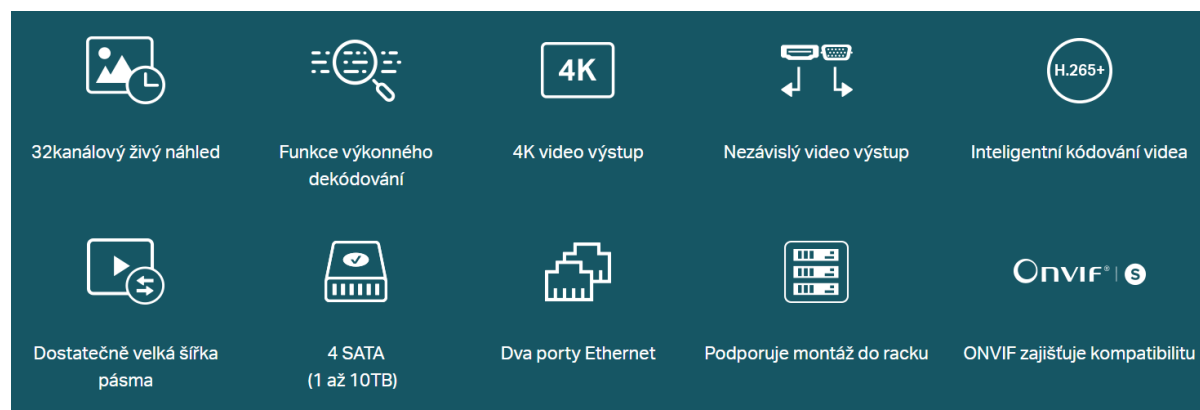 4K
H.265+
32kanálový živý náhled
Funkce výkonného
dekódování
4K video výstup
Nezávislý video výstup
Inteligentní kódování videa
ONVIF® | S
Dostatečně velká šířka
pásma
4 SATA
(1 až 10TB)
Dva porty Ethernet
Podporuje montáž do racku
ONVIF zajišťuje kompatibilitu